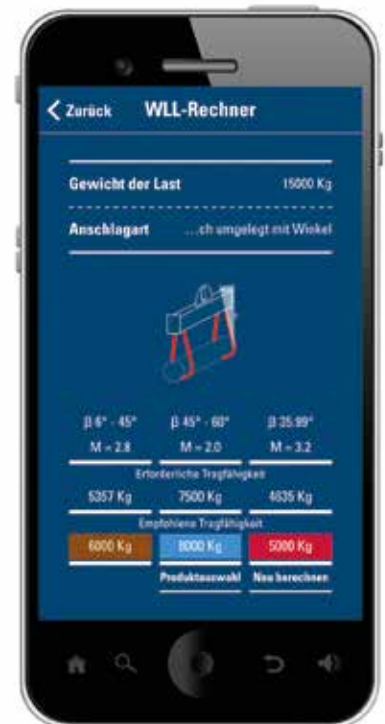 Zurück WLL-Rechner
Gewicht der Last 15000 Kg
Anschlagart ...ch umgelegt mit Winkel
β 6° - 45° β 45° - 60° β 35.99°
M = 2.8 M = 2.0 M = 3.2
Erforderliche Tragfähigkeit
5357 Kg 7500 Kg 4635 Kg
Empfohlene Tragfähigkeit
6000 Kg 8000 Kg 5000 Kg
Produktauswahl Neu berechnen